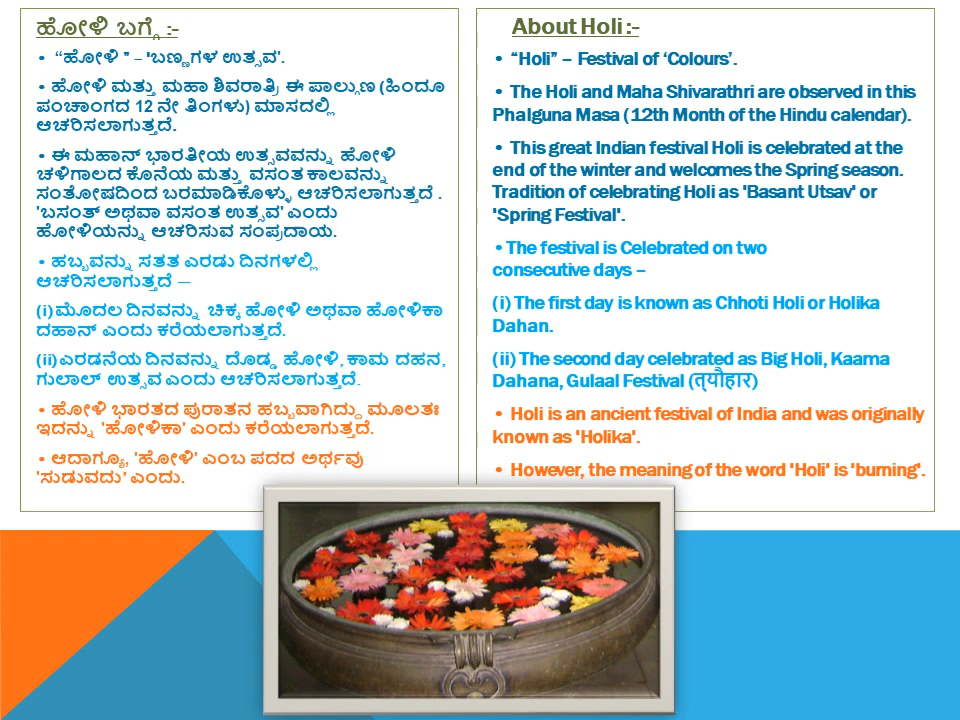 ಹೋಳಿ ಬಗ್ಗೆ :-
• “ಹೋಳಿ ” – 'ಬಣ್ಣಗಳ ಉತ್ಸವ'.
• ಹೋಳಿ ಮತ್ತು ಮಹಾ ಶಿವರಾತ್ರಿ ಈ ಪಾಲ್ಗುಣ (ಹಿಂದೂ
ಪಂಚಾಂಗದ 12 ನೇ ತಿಂಗಳು) ಮಾಸದಲ್ಲಿ
ಆಚರಿಸಲಾಗುತ್ತದೆ.
• ಈ ಮಹಾನ್ ಭಾರತೀಯ ಉತ್ಸವವನ್ನು ಹೋಳಿ
ಚಳಿಗಾಲದ ಕೊನೆಯ ಮತ್ತು ವಸಂತ ಕಾಲವನ್ನು
ಸಂತೋಷದಿಂದ ಬರಮಾಡಿಕೊಳ್ಳು ಆಚರಿಸಲಾಗುತ್ತದೆ .
'ಬಸಂತ್ ಅಥವಾ ವಸಂತ ಉತ್ಸವ' ಎಂದು
ಹೋಳಿಯನ್ನು ಆಚರಿಸುವ ಸಂಪ್ರದಾಯ.
• ಹಬ್ಬವನ್ನು ಸತತ ಎರಡು ದಿನಗಳಲ್ಲಿ
ಆಚರಿಸಲಾಗುತ್ತದೆ —
(i) ಮೊದಲ ದಿನವನ್ನು ಚಿಕ್ಕ ಹೋಳಿ ಅಥವಾ ಹೋಳಿಕಾ
ದಹಾನ್ ಎಂದು ಕರೆಯಲಾಗುತ್ತದೆ.
(ii) ಎರಡನೆಯ ದಿನವನ್ನು ದೊಡ್ಡ ಹೋಳಿ, ಕಾಮ ದಹನ,
ಗುಲಾಲ್ ಉತ್ಸವ ಎಂದು ಆಚರಿಸಲಾಗುತ್ತದೆ.
• ಹೋಳಿ ಭಾರತದ ಪುರಾತನ ಹಬ್ಬವಾಗಿದ್ದು ಮೂಲತಃ
ಇದನ್ನು 'ಹೋಳಿಕಾ' ಎಂದು ಕರೆಯಲಾಗುತ್ತದೆ.
• ಆದಾಗ್ಯೂ, 'ಹೋಳಿ' ಎಂಬ ಪದದ ಅರ್ಥವು
'ಸುಡುವದು' ಎಂದು.
About Holi :-
• “Holi” – Festival of ‘Colours’.
• The Holi and Maha Shivarathri are observed in this
Phalguna Masa (12th Month of the Hindu calendar).
• This great Indian festival Holi is celebrated at the
end of the winter and welcomes the Spring season.
Tradition of celebrating Holi as 'Basant Utsav' or
'Spring Festival'.
• The festival is Celebrated on two
consecutive days –
(i) The first day is known as Chhoti Holi or Holika
Dahan.
(ii) The second day celebrated as Big Holi, Kaama
Dahana, Gulaal Festival (त्यौहार)
• Holi is an ancient festival of India and was originally
known as 'Holika'.
• However, the meaning of the word 'Holi' is 'burning'.